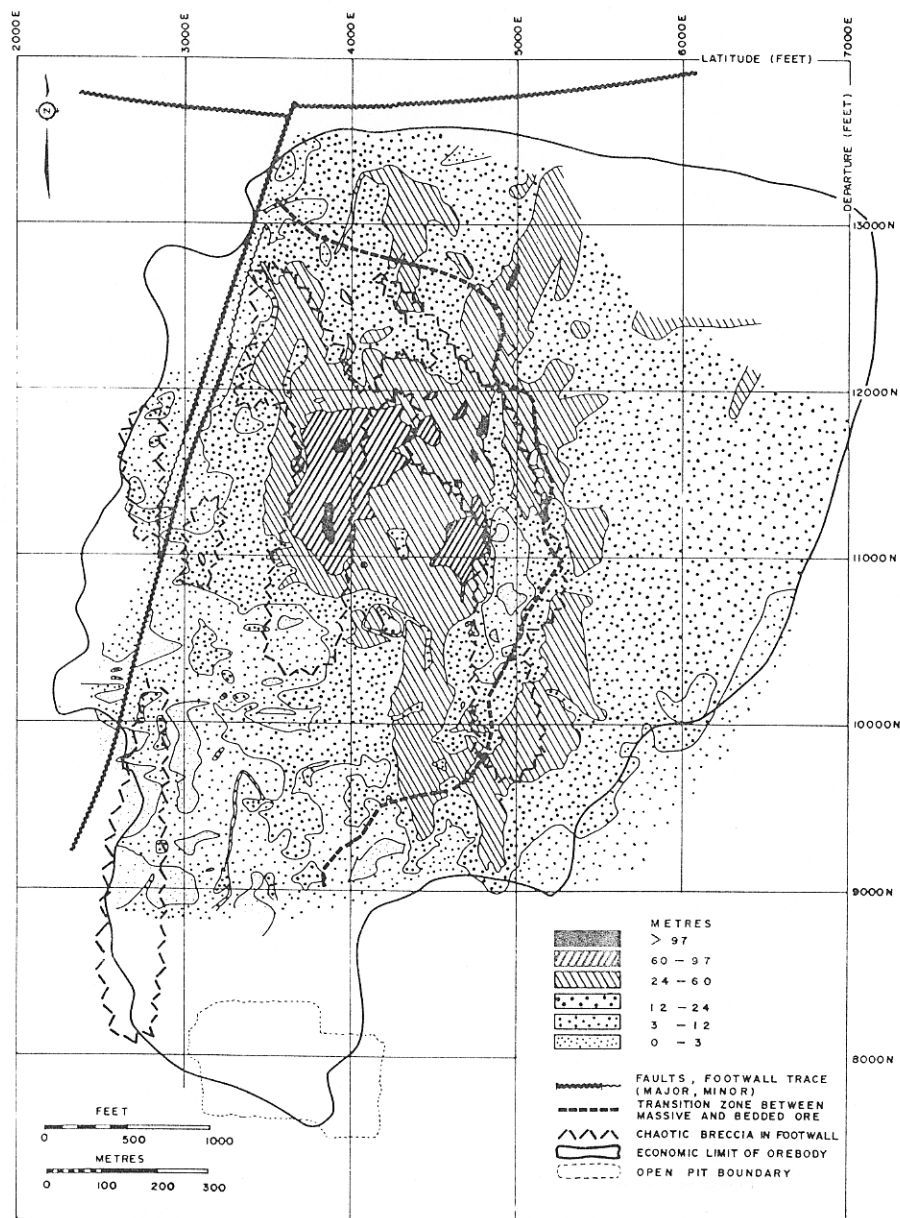 2000E
3000E
4000E
5000E
6000E
7000E
LATITUDE (FEET)
DEPARTURE (FEET)
N
13000N
12000N
11000N
10000N
9000N
8000N
METRES
> 97
60 – 97
24 – 60
12 – 24
3 – 12
0 – 3
FAULTS, FOOTWALL TRACE
(MAJOR, MINOR)
TRANSITION ZONE BETWEEN
MASSIVE AND BEDDED ORE
CHAOTIC BRECCIA IN FOOTWALL
ECONOMIC LIMIT OF OREBODY
OPEN PIT BOUNDARY
FEET
0 500 1000
METRES
0 100 200 300